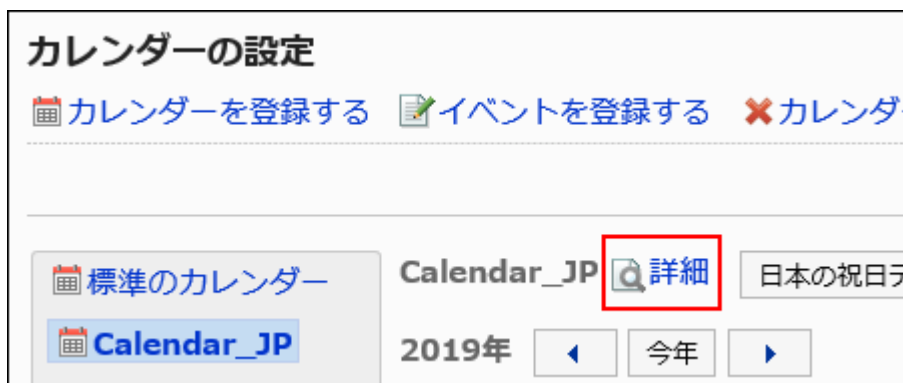 カレンダーの設定
カレンダーを登録する イベントを登録する カレンダ
標準のカレンダー
Calendar_JP
Calendar_JP 詳細 日本の祝日デ
2019年 今年